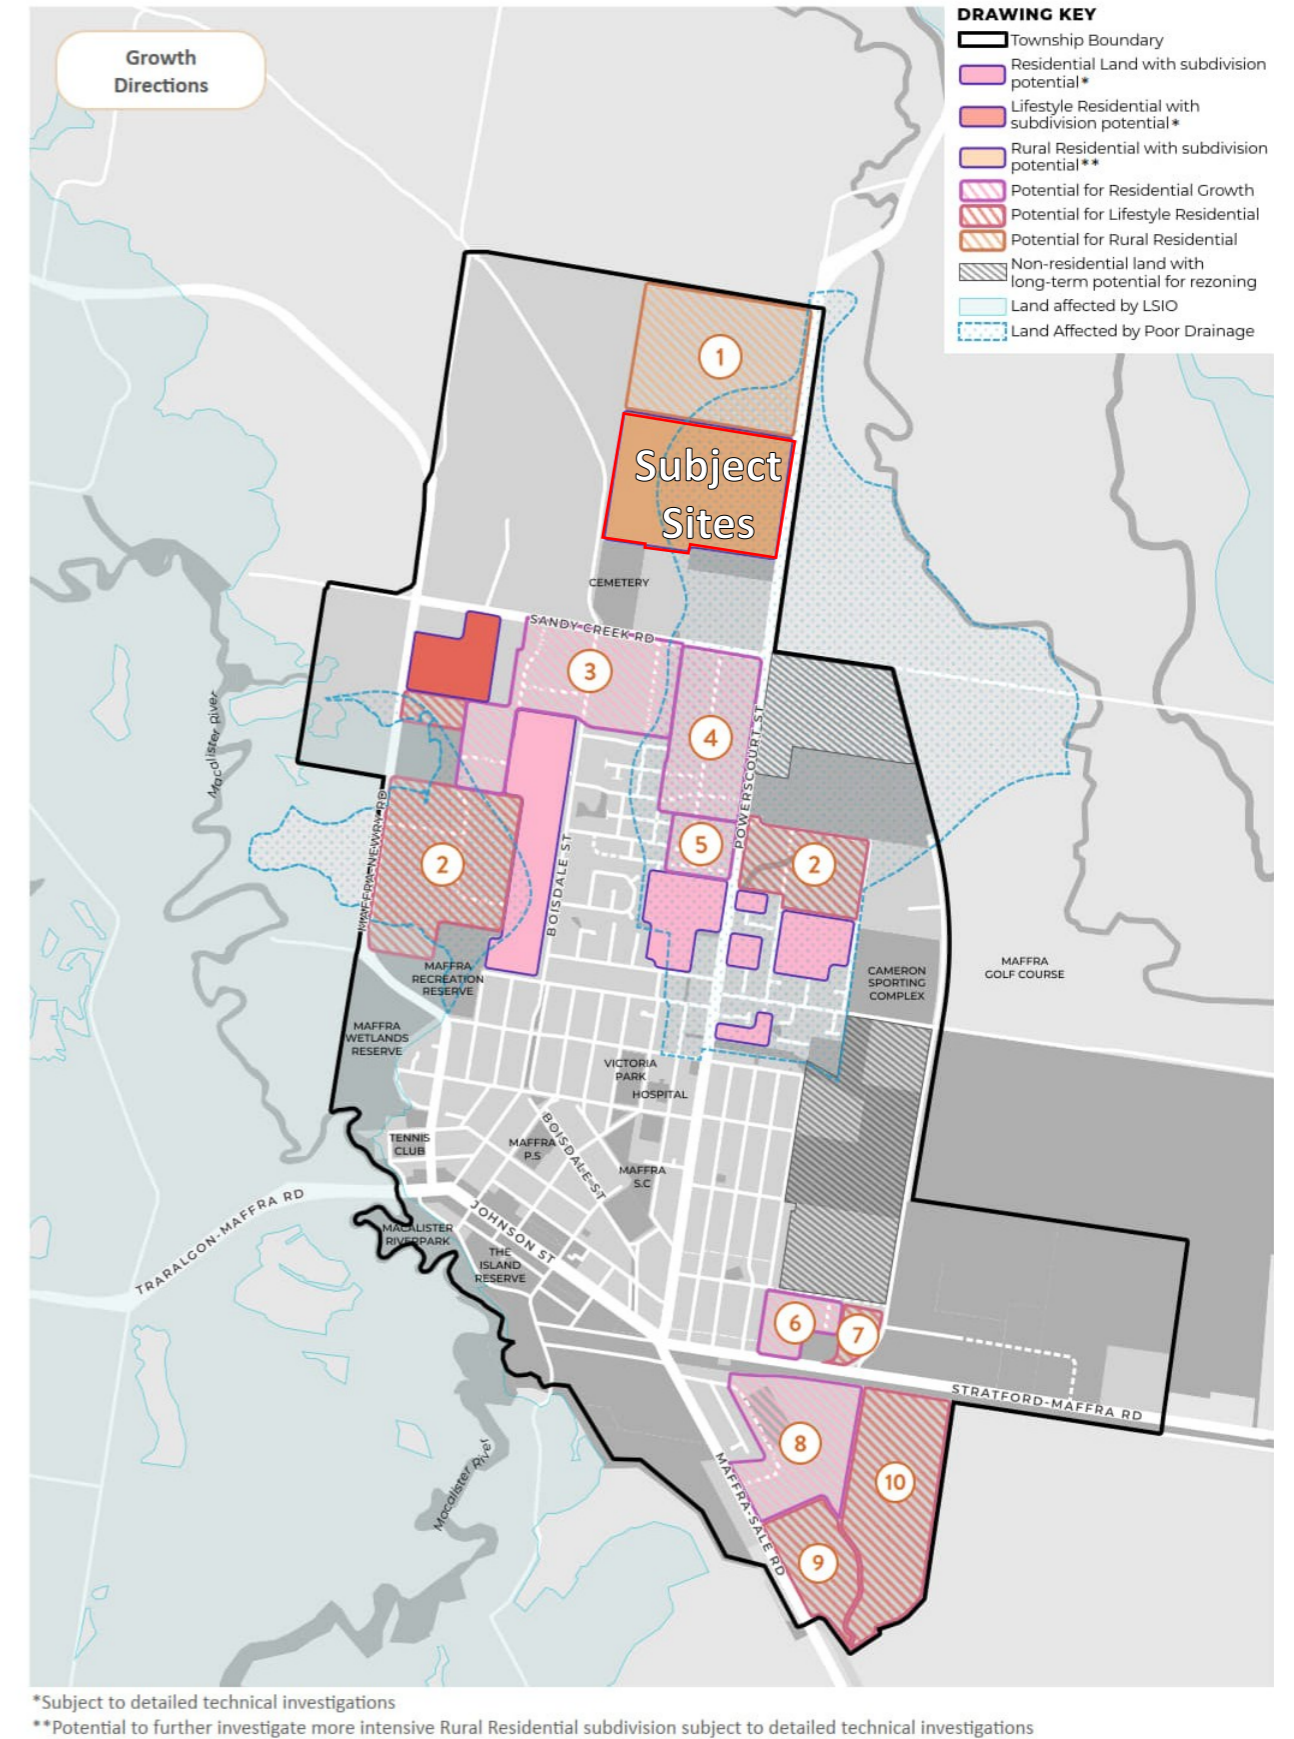 Growth
Directions
DRAWING KEY
Township Boundary
Residential Land with subdivision
potential*
Lifestyle Residential with
subdivision potential*
Rural Residential with subdivision
potential**
Potential for Residential Growth
Potential for Lifestyle Residential
Potential for Rural Residential
Non-residential land with
long-term potential for rezoning
Land affected by LSIO
Land Affected by Poor Drainage
1
Subject
Sites
CEMETERY
SANDY CREEK RD
3
4
Macalister River
POWERSCOURT ST
MAFFRA-NEWRY RD
BOISDALE ST
5
2
2
MAFFRA
RECREATION
RESERVE
CAMERON
SPORTING
COMPLEX
MAFFRA
GOLF COURSE
MAFFRA
WETLANDS
RESERVE
VICTORIA
PARK
HOSPITAL
TENNIS
CLUB
MAFFRA
P.S
BOISDALE ST
MAFFRA
S.C
TRARALGON-MAFFRA RD
MACALISTER
RIVERPARK
JOHNSON ST
THE
ISLAND
RESERVE
6
7
STRATFORD-MAFFRA RD
8
10
Macalister River
MAFFRA-SALE RD
9
*Subject to detailed technical investigations
**Potential to further investigate more intensive Rural Residential subdivision subject to detailed technical investigations